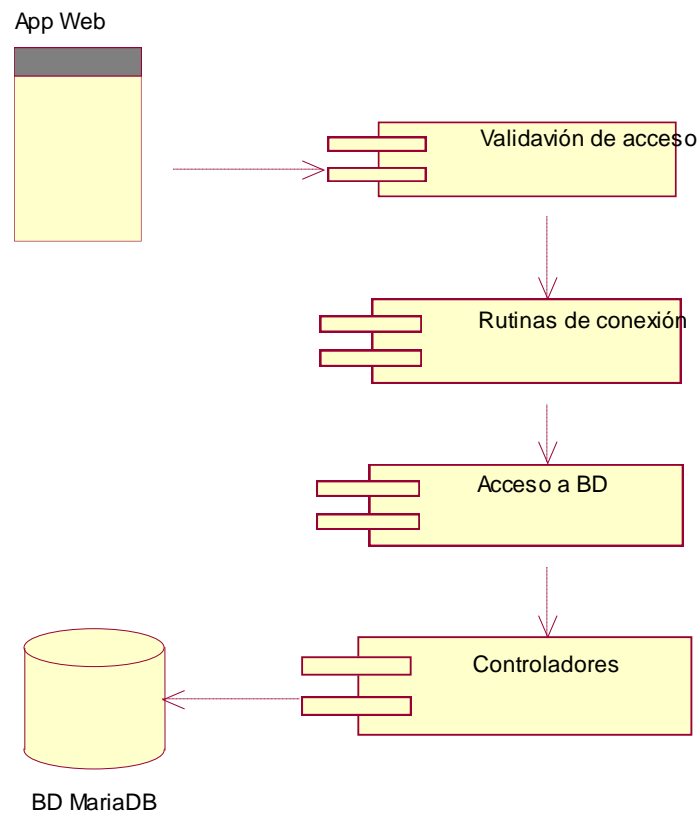 App Web
Validavión de acceso
Rutinas de conexión
Acceso a BD
Controladores
BD MariaDB